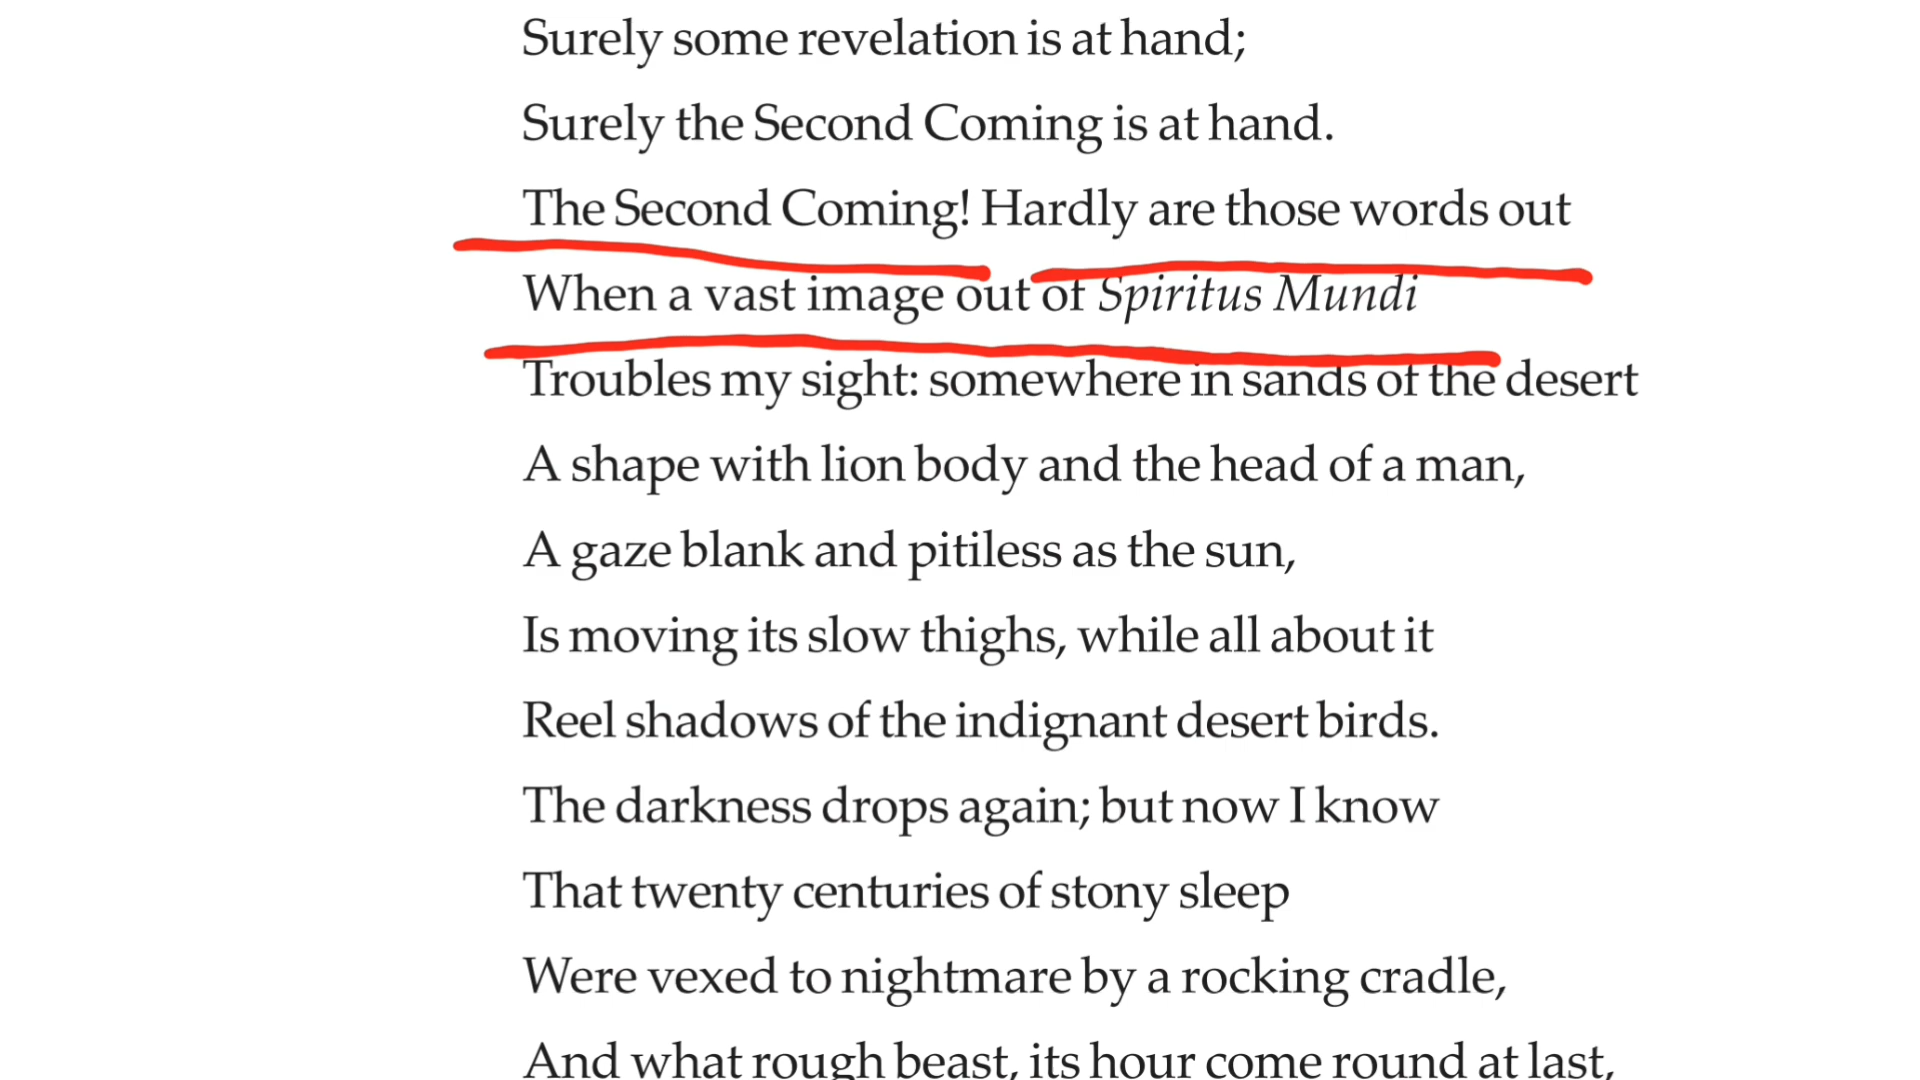 Surely some revelation is at hand;
Surely the Second Coming is at hand.
The Second Coming! Hardly are those words out
When a vast image out of Spiritus Mundi
Troubles my sight: somewhere in sands of the desert
A shape with lion body and the head of a man,
A gaze blank and pitiless as the sun,
Is moving its slow thighs, while all about it
Reel shadows of the indignant desert birds.
The darkness drops again; but now I know
That twenty centuries of stony sleep
Were vexed to nightmare by a rocking cradle,
And what rough beast, its hour come round at last,